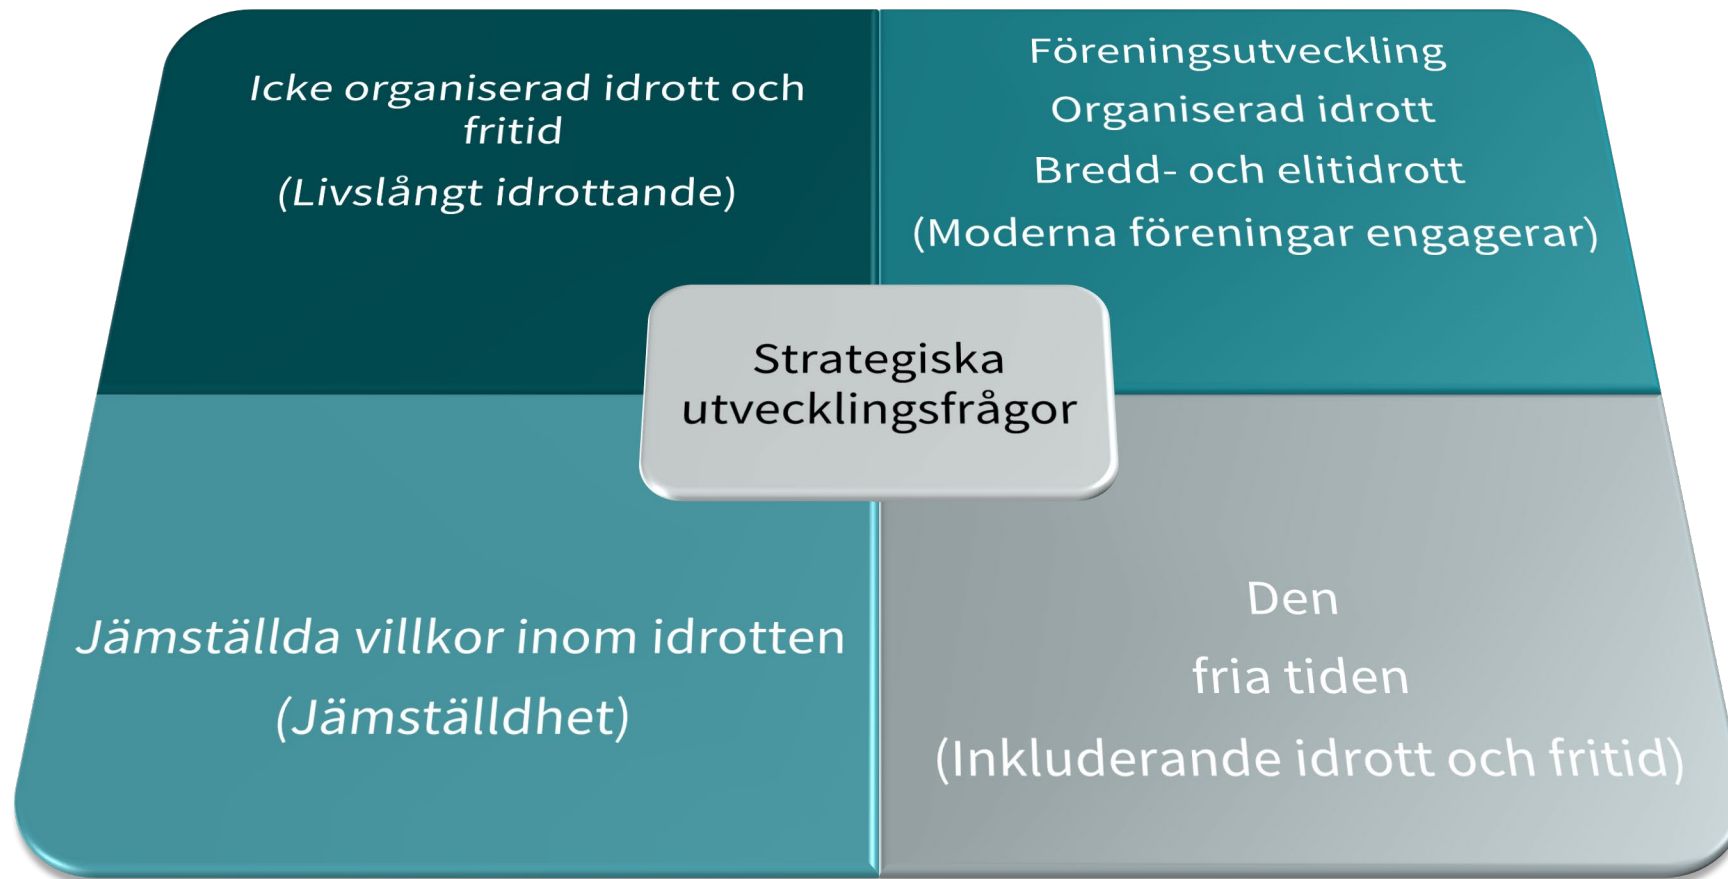 Icke organiserad idrott och
fritid
(Livslångt idrottande)
Föreningsutveckling
Organiserad idrott
Bredd- och elitidrott
(Moderna föreningar engagerar)
Strategiska
utvecklingsfrågor
Jämställda villkor inom idrotten
(Jämställdhet)
Den
fria tiden
(Inkluderande idrott och fritid)